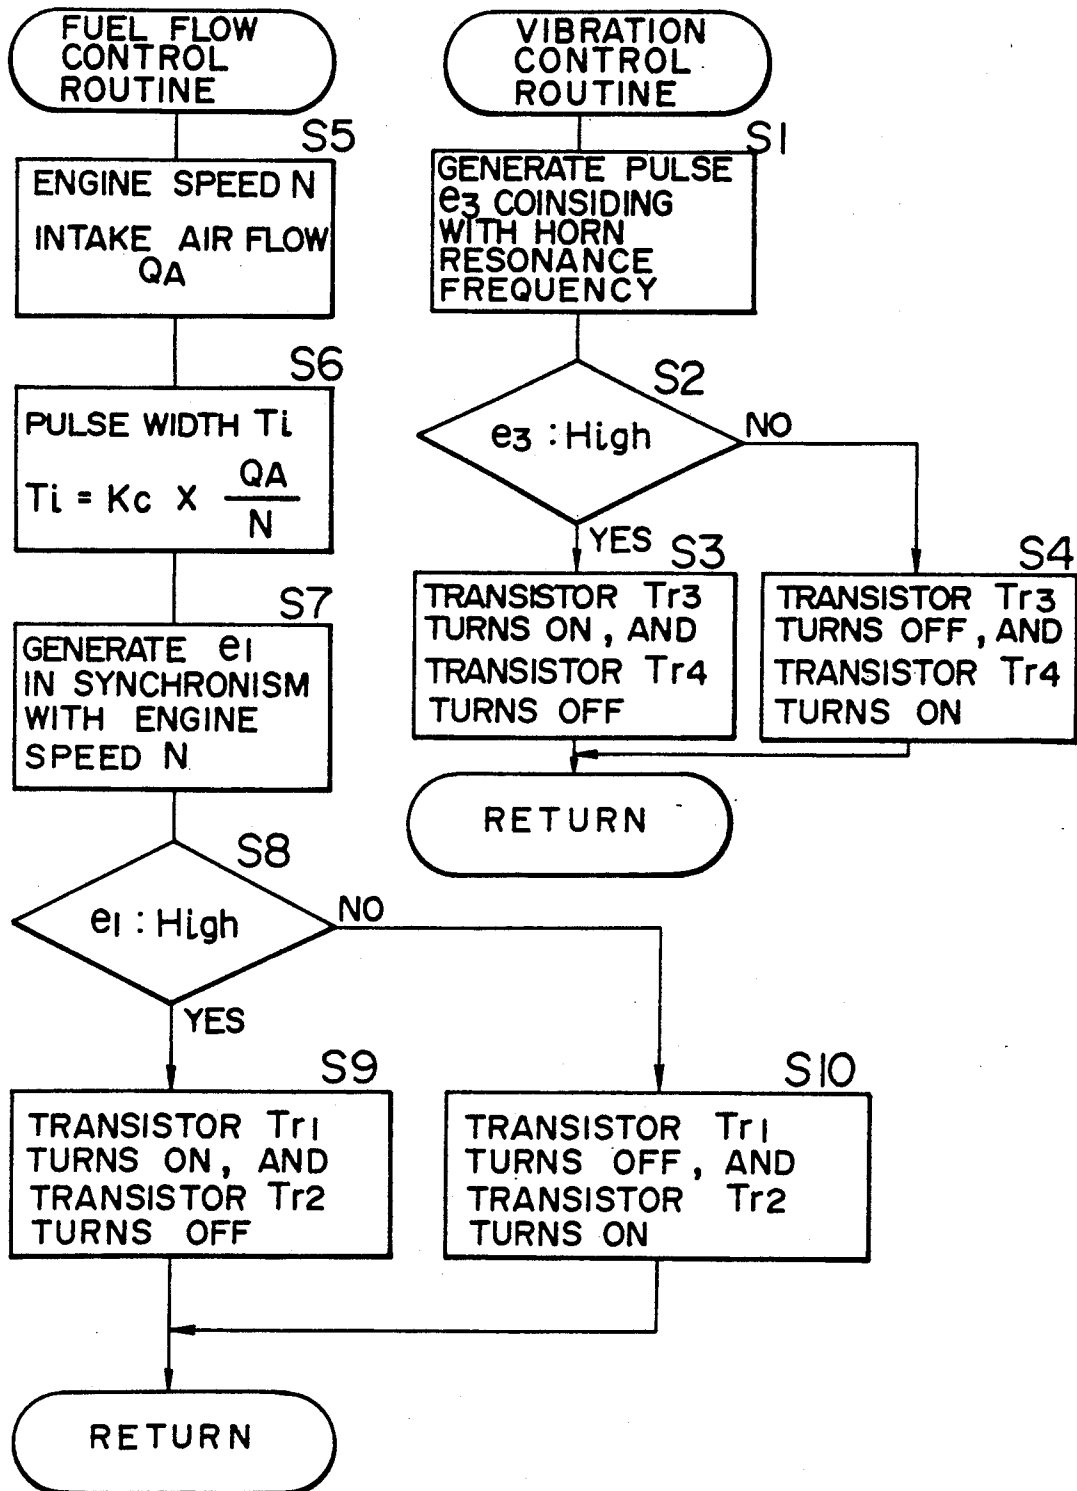 FUEL FLOW
CONTROL
ROUTINE
S5
ENGINE SPEED N
INTAKE AIR FLOW
QA
S6
PULSE WIDTH Ti
Ti = Kc X QA/N
S7
GENERATE e1
IN SYNCHRONISM
WITH ENGINE
SPEED N
S8
e1 : High
NO
YES
S9
TRANSISTOR Tr1
TURNS ON, AND
TRANSISTOR Tr2
TURNS OFF
S10
TRANSISTOR Tr1
TURNS OFF, AND
TRANSISTOR Tr2
TURNS ON
RETURN
VIBRATION
CONTROL
ROUTINE
S1
GENERATE PULSE
e3 COINSIDING
WITH HORN
RESONANCE
FREQUENCY
S2
e3 : High
NO
YES
S3
TRANSISTOR Tr3
TURNS ON, AND
TRANSISTOR Tr4
TURNS OFF
S4
TRANSISTOR Tr3
TURNS OFF, AND
TRANSISTOR Tr4
TURNS ON
RETURN